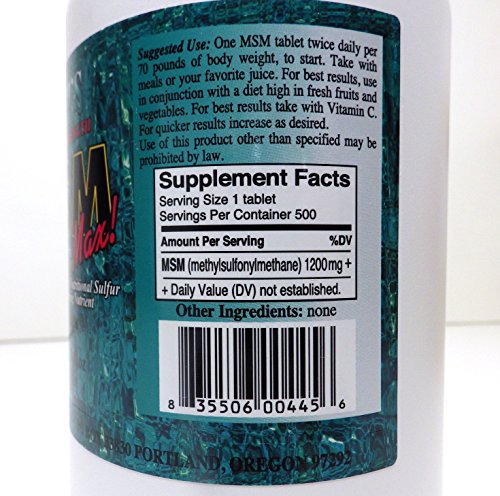 Suggested Use: One MSM tablet twice daily per
70 pounds of body weight, to start. Take with
meals or your favorite juice. For best results, use
in conjunction with a diet high in fresh fruits and
vegetables. For best results take with Vitamin C.
For quicker results increase as desired.
Use of this product other than specified may be
prohibited by law.
Supplement Facts
Serving Size 1 tablet
Servings Per Container 500
Amount Per Serving %DV
MSM (methylsulfonylmethane) 1200mg +
+ Daily Value (DV) not established.
Other Ingredients: none
8 35506 00445 6
PORTLAND, OREGON 97292
M
Max!
Sulfur
Nutrient